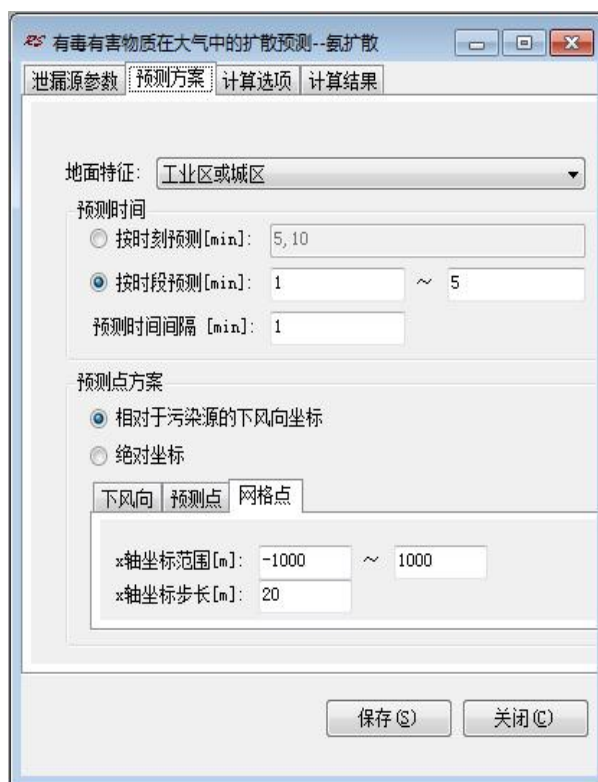 RS 有毒有害物质在大气中的扩散预测--氨扩散
泄漏源参数 预测方案 计算选项 计算结果
地面特征: 工业区或城区
预测时间
按时刻预测[min]: 5,10
按时段预测[min]: 1 ~ 5
预测时间间隔 [min]: 1
预测点方案
相对于污染源的下风向坐标
绝对坐标
下风向 预测点 网格点
x轴坐标范围[m]: -1000 ~ 1000
x轴坐标步长[m]: 20
保存(S) 关闭(C)